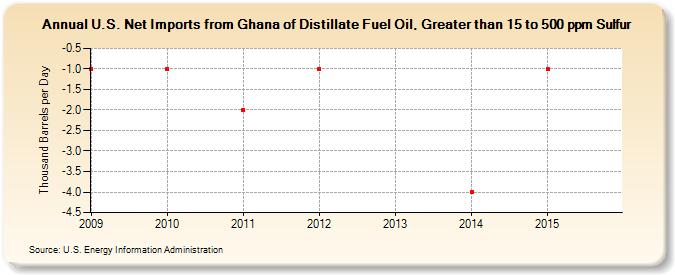 Annual U.S. Net Imports from Ghana of Distillate Fuel Oil, Greater than 15 to 500 ppm Sulfur
Thousand Barrels per Day
-0.5
-1.0
-1.5
-2.0
-2.5
-3.0
-3.5
-4.0
-4.5
2009 2010 2011 2012 2013 2014 2015
Source: U.S. Energy Information Administration